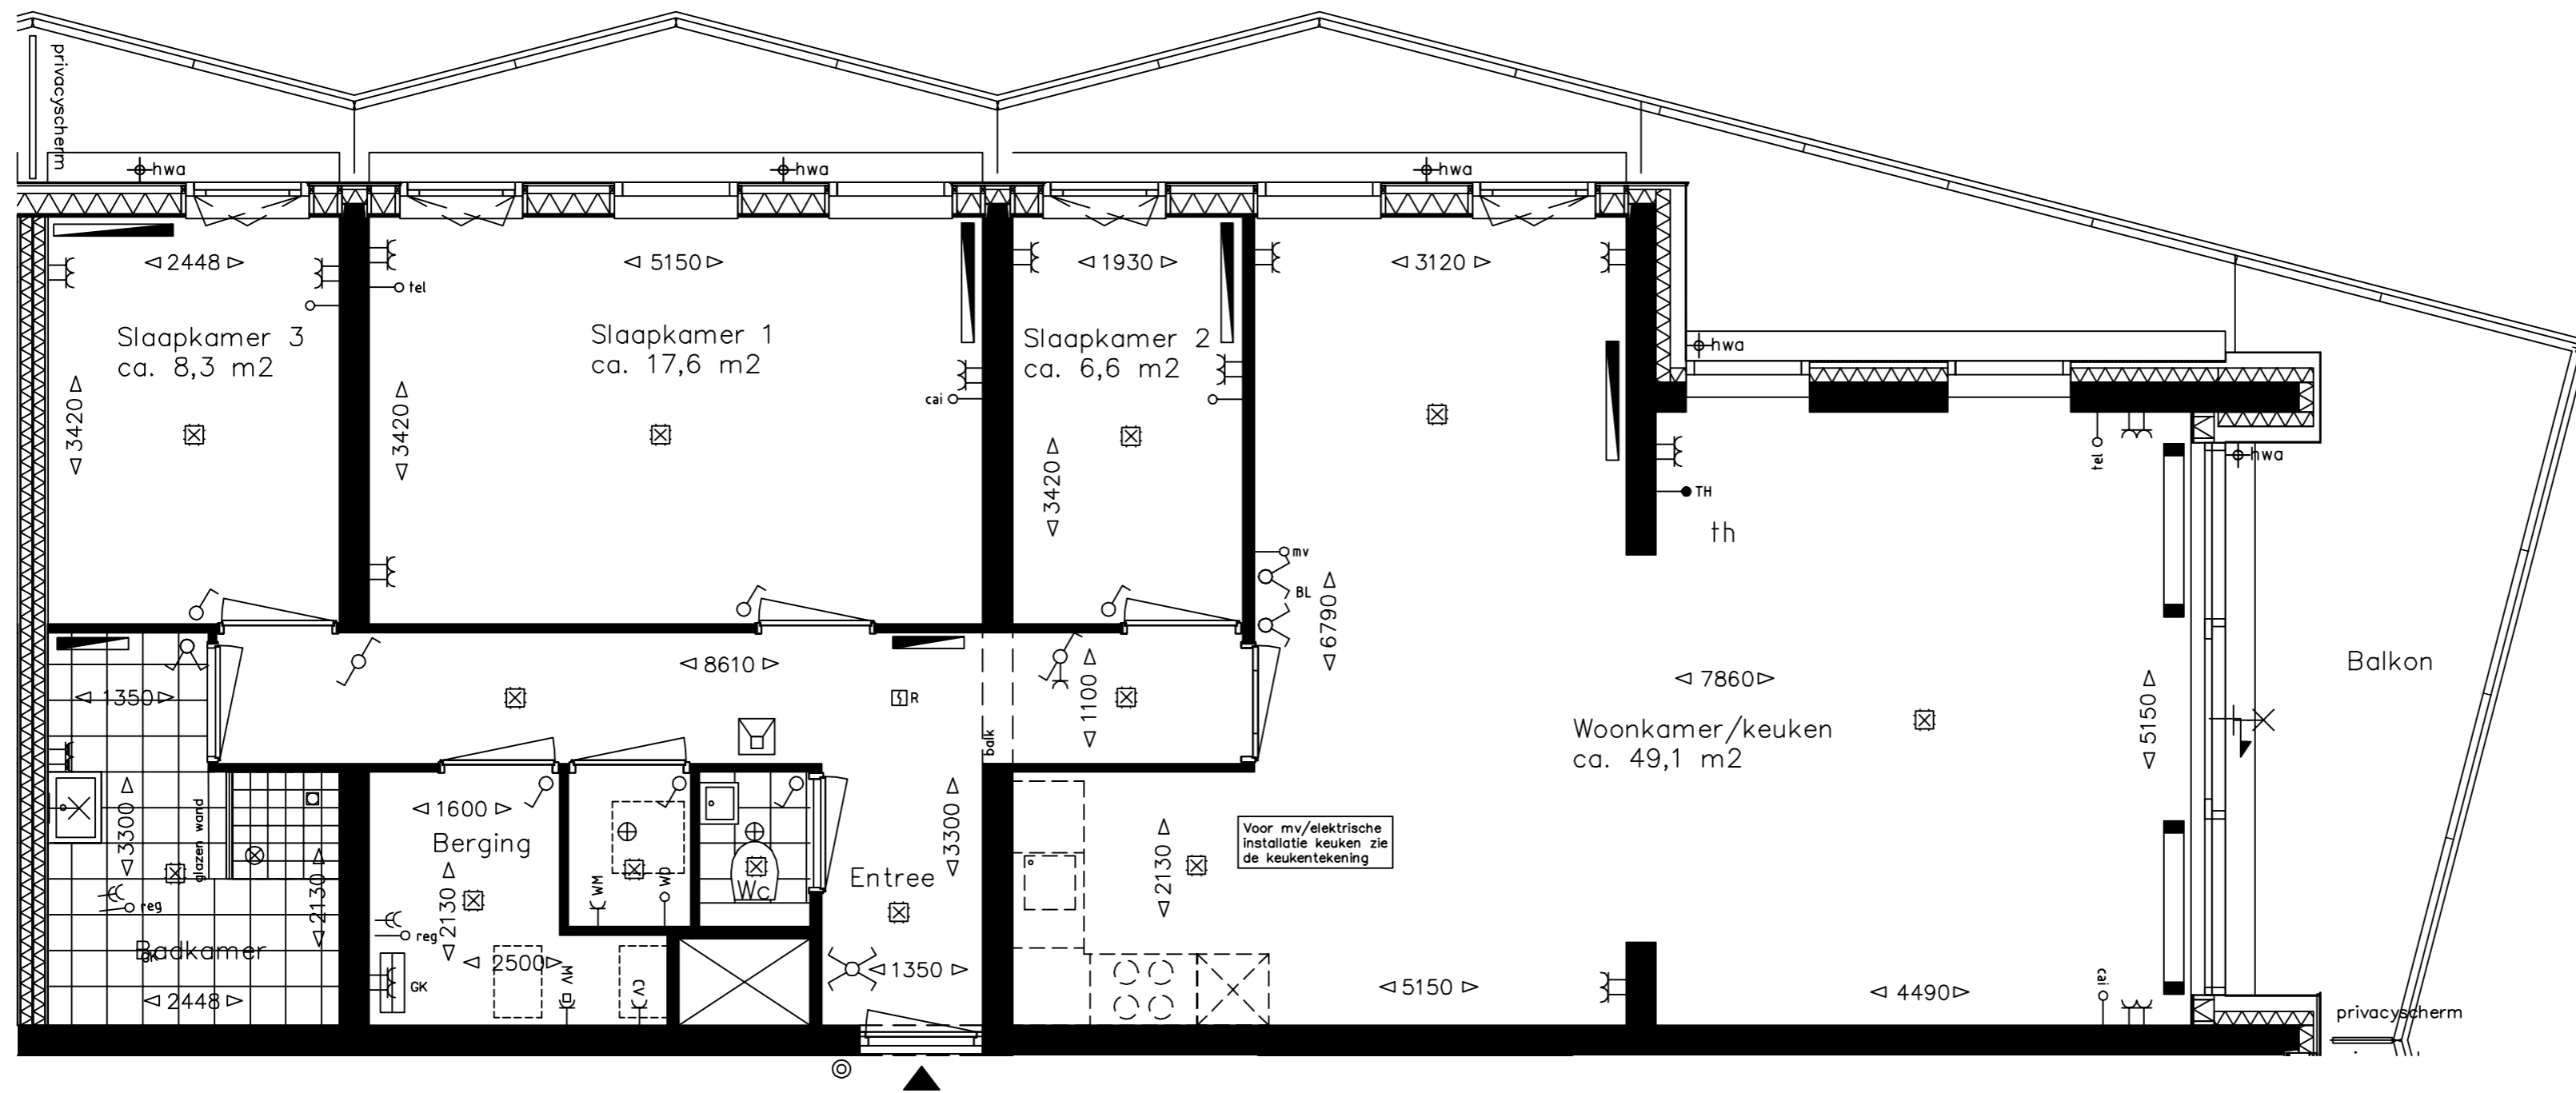 privacyscherm
hwa
hwa
hwa
2448
5150
1930
3120
tel
Slaapkamer 3
ca. 8,3 m2
Slaapkamer 1
ca. 17,6 m2
Slaapkamer 2
ca. 6,6 m2
hwa
3420
3420
3420
cai
tel
hwa
TH
th
mv
BL
6790
8610
1350
1100
R
balk
7860
5150
Balkon
Woonkamer/keuken
ca. 49,1 m2
3300
glazen wand
2130
1600
Berging
2130
WM
WD
Wc
Entree
3300
2130
Voor mv/elektrische
installatie keuken zie
de keukentekening
reg
reg
Badkamer
GK
2448
GK
2500
MV
CV
1350
5150
4490
cai
privacyscherm